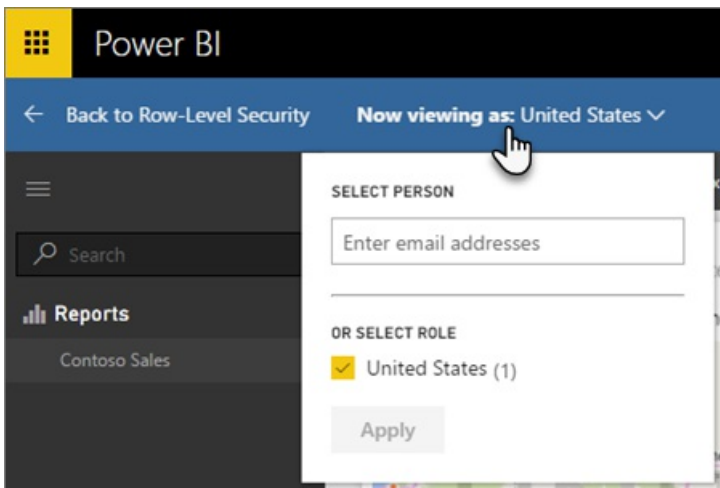 Power BI
Back to Row-Level Security Now viewing as: United States
SELECT PERSON
Enter email addresses
Search
Reports
OR SELECT ROLE
Contoso Sales
United States (1)
Apply